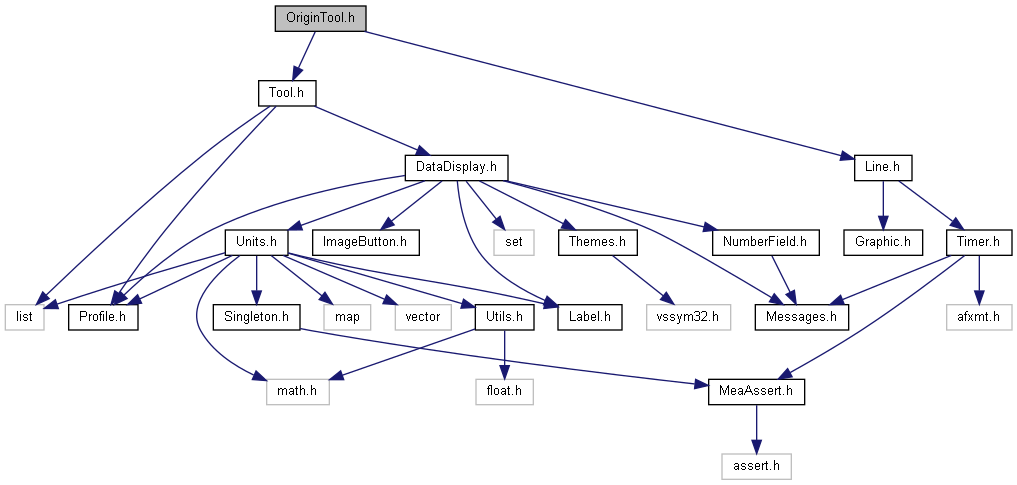 OriginTool.h
Tool.h
DataDisplay.h
Line.h
Units.h
ImageButton.h
set
Themes.h
NumberField.h
Graphic.h
Timer.h
list
Profile.h
Singleton.h
map
vector
Utils.h
Label.h
vssym32.h
Messages.h
afxmt.h
math.h
float.h
MeaAssert.h
assert.h